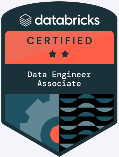 databricks
CERTIFIED
Data Engineer
Associate